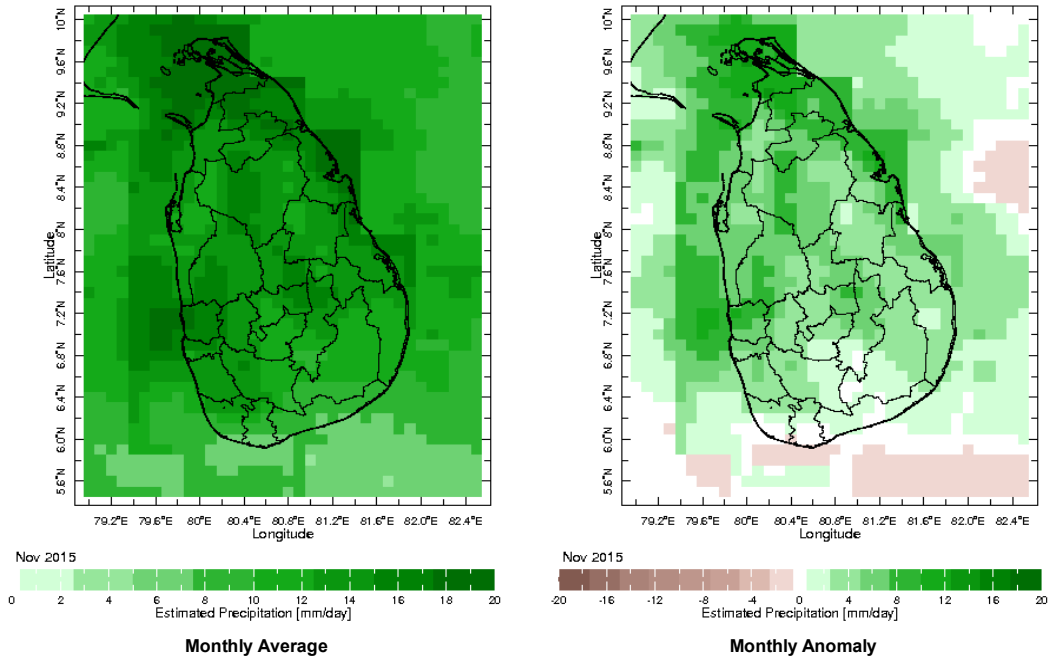 10°N
9.6°N
9.2°N
8.8°N
8.4°N
8°N
7.6°N
7.2°N
6.8°N
6.4°N
6.0°N
5.6°N
Latitude
79.2°E 79.6°E 80°E 80.4°E 80.8°E 81.2°E 81.6°E 82.0°E 82.4°E
Longitude
Nov 2015
0 2 4 6 8 10 12 14 16 18 20
Estimated Precipitation [mm/day]
Monthly Average
10°N
9.6°N
9.2°N
8.8°N
8.4°N
8°N
7.6°N
7.2°N
6.8°N
6.4°N
6.0°N
5.6°N
Latitude
79.2°E 79.6°E 80°E 80.4°E 80.8°E 81.2°E 81.6°E 82.0°E 82.4°E
Longitude
Nov 2015
-20 -16 -12 -8 -4 0 4 8 12 16 20
Estimated Precipitation [mm/day]
Monthly Anomaly